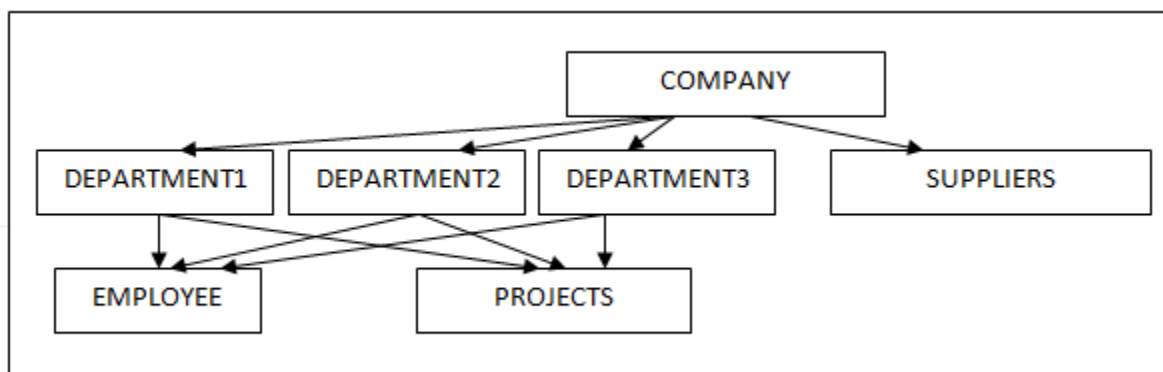 COMPANY
DEPARTMENT1 DEPARTMENT2 DEPARTMENT3 SUPPLIERS
EMPLOYEE PROJECTS